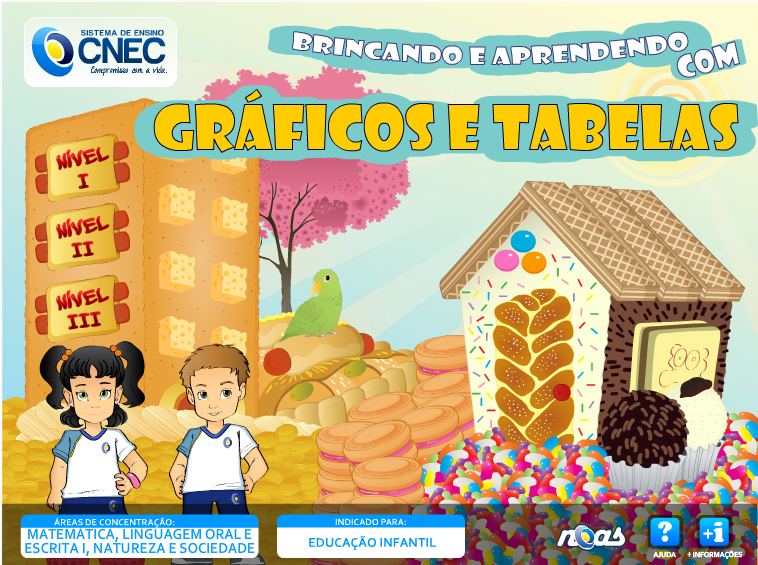 SISTEMA DE ENSINO
CNEC
Compromisso com a vida.
BRINCANDO E APRENDENDO
COM
GRÁFICOS E TABELAS
NÍVEL
I
NÍVEL
II
NÍVEL
III
ÁREAS DE CONCENTRAÇÃO:
MATEMÁTICA, LINGUAGEM ORAL E
ESCRITA I, NATUREZA E SOCIEDADE
INDICADO PARA:
EDUCAÇÃO INFANTIL
noas
?
+i
AJUDA
+ INFORMAÇÕES